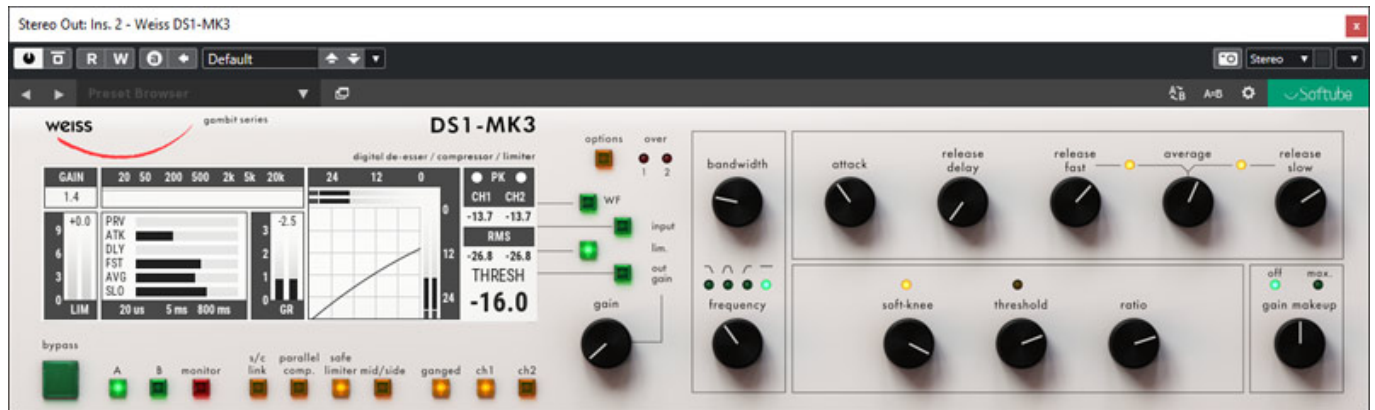 Stereo Out: Ins. 2 - Weiss DS1-MK3
x
R W a Default Stereo
Preset Browser A B A=B Softube
weiss gambit series DS1-MK3
digital de-esser / compressor / limiter
GAIN 20 50 200 500 2k 5k 20k 24 12 0 PK
1.4 CH1 CH2
-13.7 -13.7
RMS
-26.8 -26.8
THRESH
-16.0
+0.0
9
6
3
0
LIM
PRV
ATK
DLY
FST
AVG
SLO
20 us 5 ms 800 ms
-2.5
3
2
1
0
GR
0
12
24
options over
1 2
WF
input
lim.
out
gain
gain
bandwidth
frequency
attack release delay release fast average release slow
soft-knee threshold ratio
off max.
gain makeup
bypass
A B monitor s/c link parallel comp. safe limiter mid/side ganged ch1 ch2